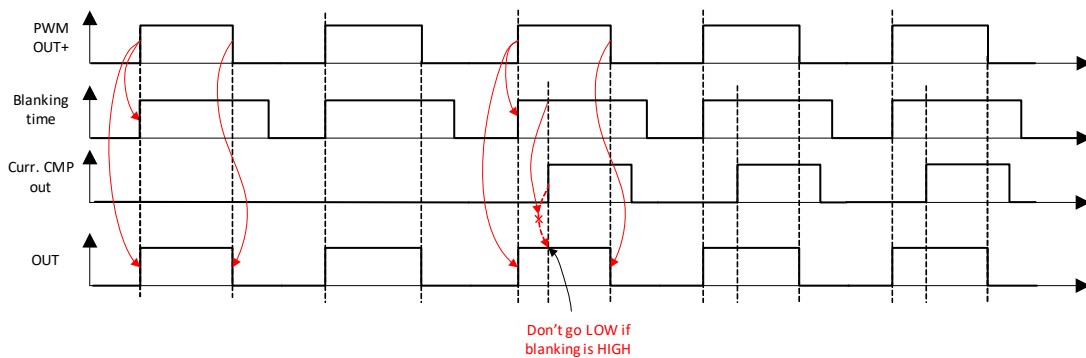 PWM
OUT+
Blanking
time
Curr. CMP
out
OUT
Don't go LOW if
blanking is HIGH